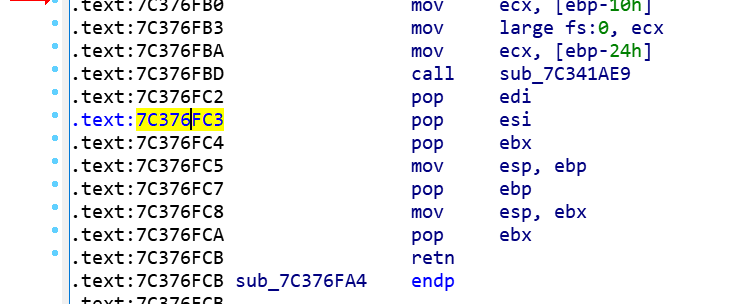 .text:7C376FB0 mov ecx, [ebp-10h]
.text:7C376FB3 mov large fs:0, ecx
.text:7C376FBA mov ecx, [ebp-24h]
.text:7C376FBD call sub_7C341AE9
.text:7C376FC2 pop edi
.text:7C376FC3 pop esi
.text:7C376FC4 pop ebx
.text:7C376FC5 mov esp, ebp
.text:7C376FC7 pop ebp
.text:7C376FC8 mov esp, ebx
.text:7C376FCA pop ebx
.text:7C376FCB retn
.text:7C376FCB sub_7C376FA4 endp
.text:7C376FCB